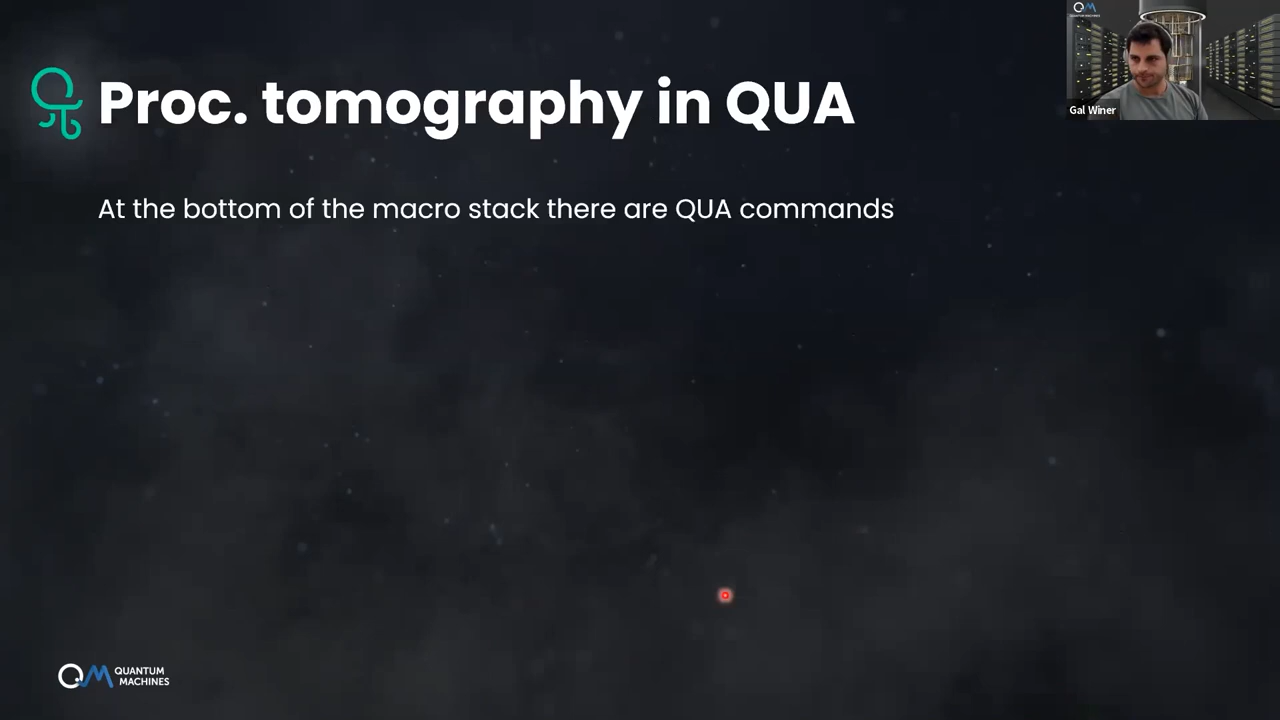 Proc. tomography in QUA
At the bottom of the macro stack there are QUA commands
Gal Winer
QM
QUANTUM
MACHINES